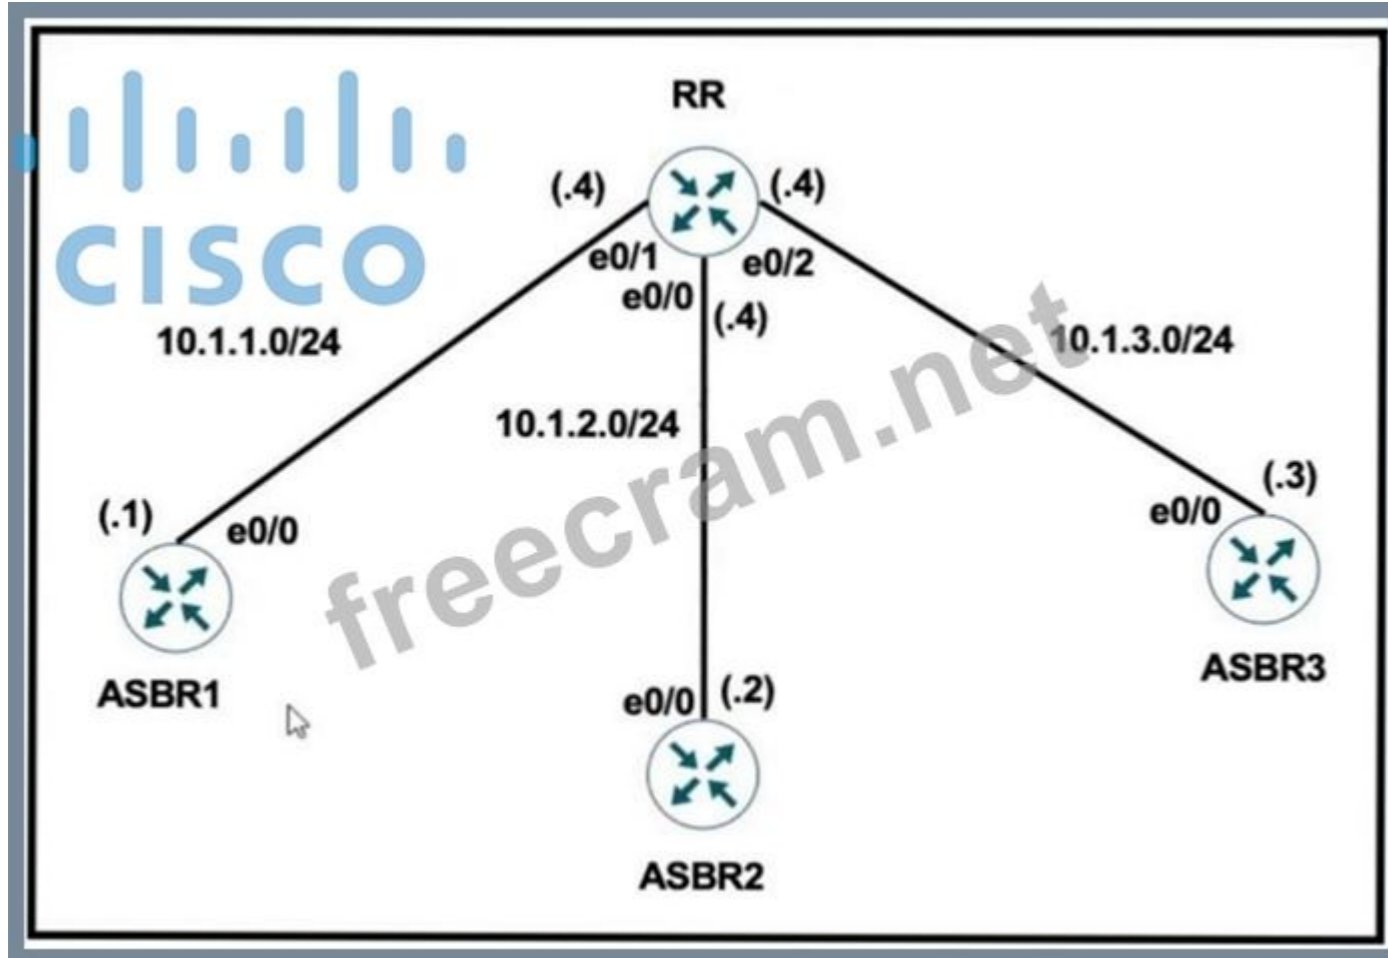 RR
CISCO
(.4)
(.4)
e0/1
e0/2
e0/0
(.4)
10.1.1.0/24
10.1.3.0/24
10.1.2.0/24
freecram.net
(.1)
e0/0
(.3)
e0/0
ASBR1
ASBR3
e0/0
(.2)
ASBR2